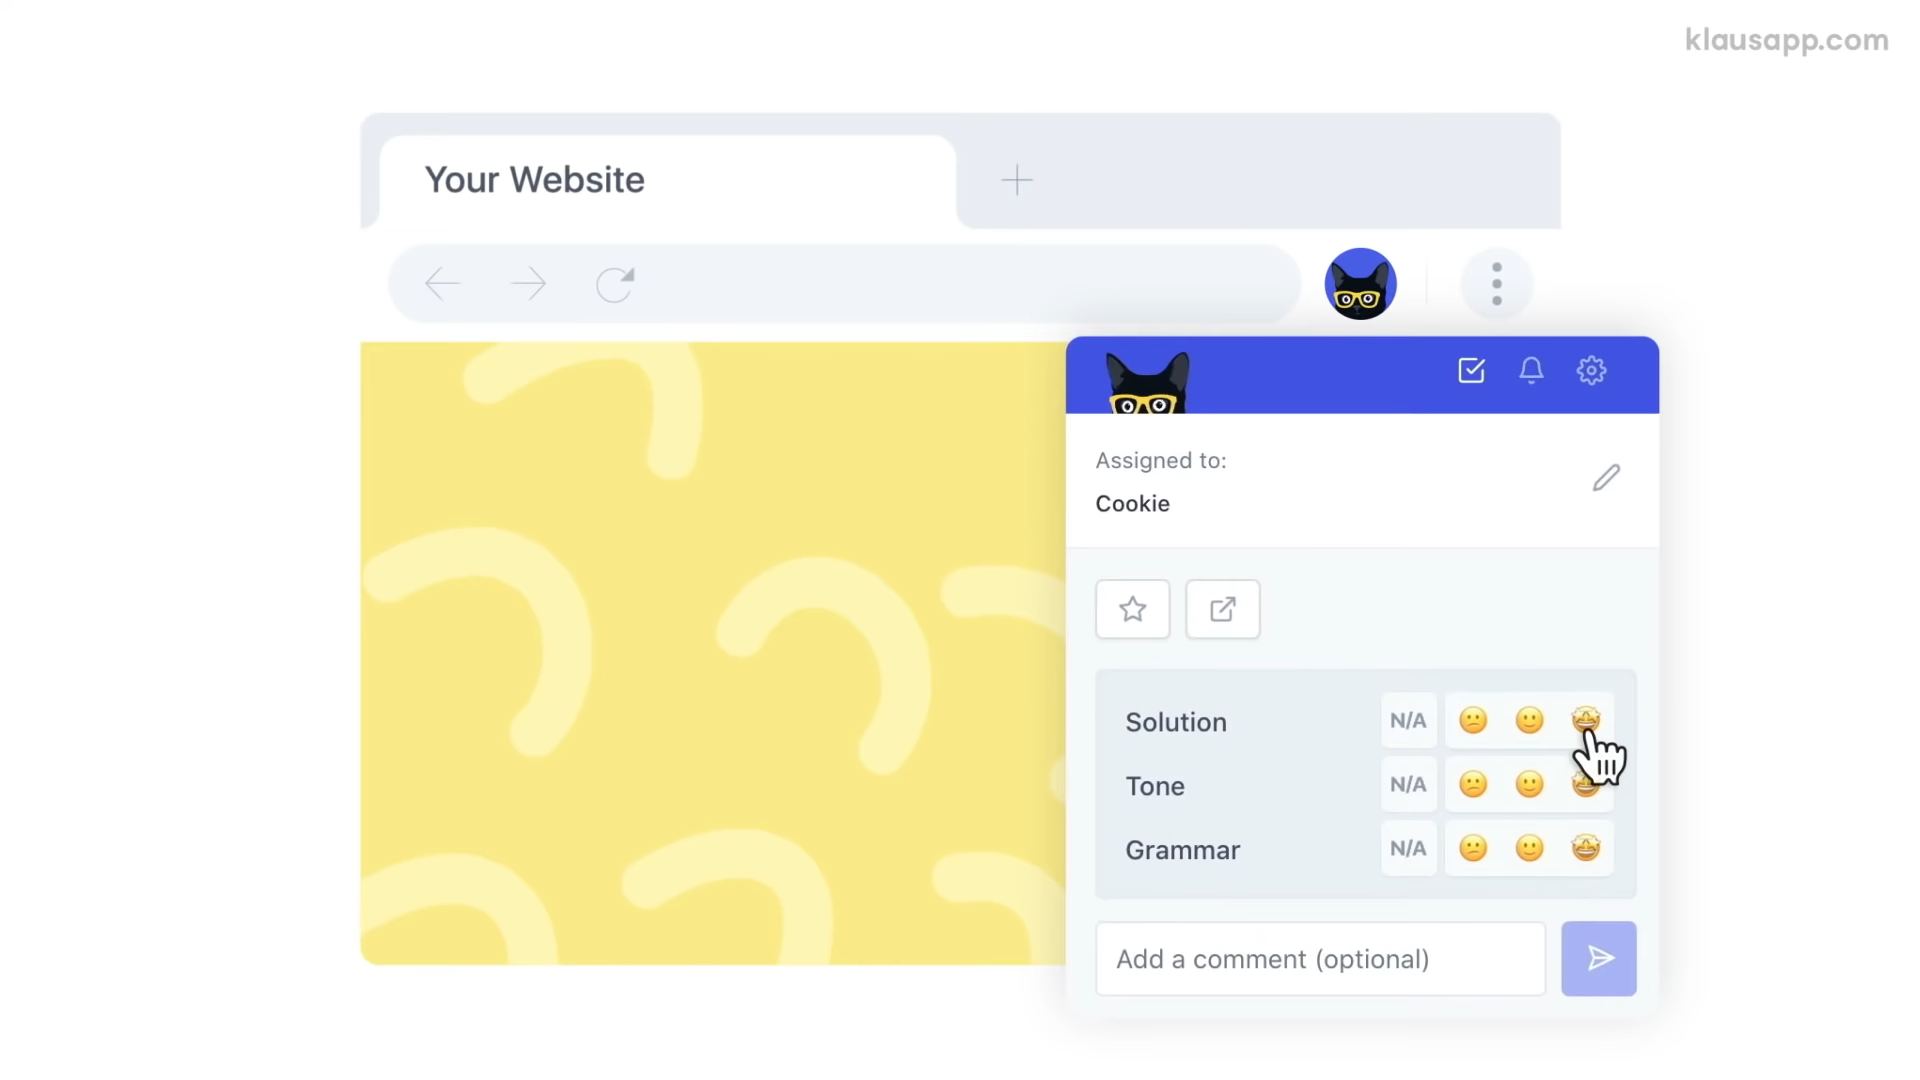 klausapp.com
Your Website
Assigned to:
Cookie
Solution N/A
Tone N/A
Grammar N/A
Add a comment (optional)